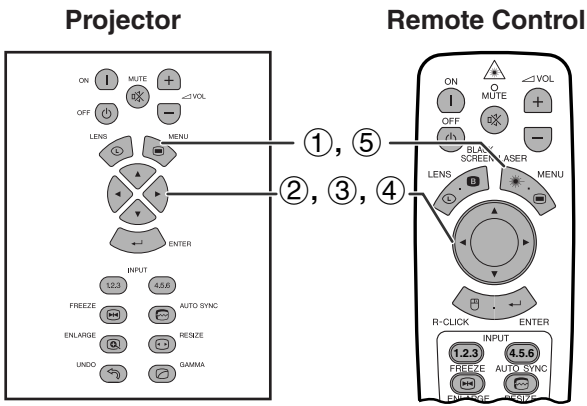 Projector
Remote Control
ON
MUTE
VOL
OFF
LENS
MENU
ENTER
INPUT
1.2.3
4.5.6
FREEZE
AUTO SYNC
ENLARGE
RESIZE
UNDO
GAMMA
①, ⑤
②, ③, ④
ON
MUTE
VOL
OFF
BLACK
SCREEN
LASER
LENS
B
MENU
R-CLICK
ENTER
INPUT
1.2.3
4.5.6
FREEZE
AUTO SYNC
ENLARGE
RESIZE